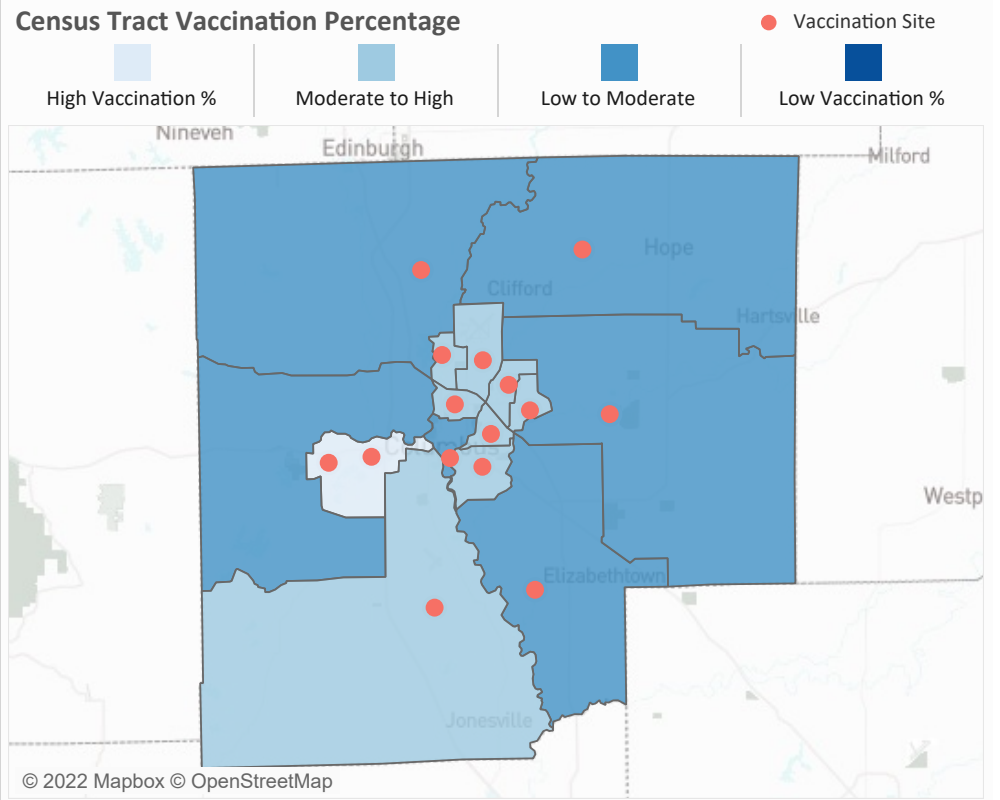 Census Tract Vaccination Percentage
Vaccination Site
High Vaccination %
Moderate to High
Low to Moderate
Low Vaccination %
Nineveh
Edinburgh
Milford
Hope
Clifford
Hartsville
Columbus
Westp
Elizabethtown
Jonesville
© 2022 Mapbox © OpenStreetMap